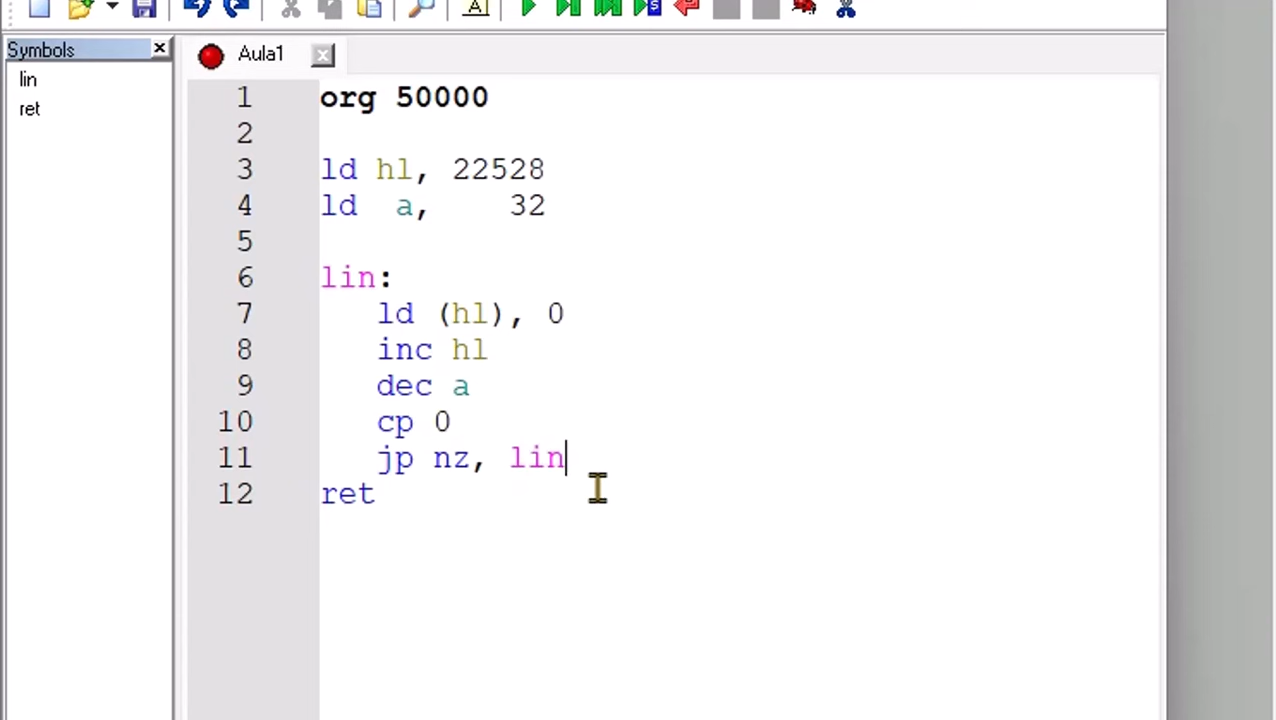 Symbols
lin
ret
Aula1
1 org 50000
2
3 ld hl, 22528
4 ld  a,    32
5
6 lin:
7    ld (hl), 0
8    inc hl
9    dec a
10    cp 0
11    jp nz, lin
12 ret